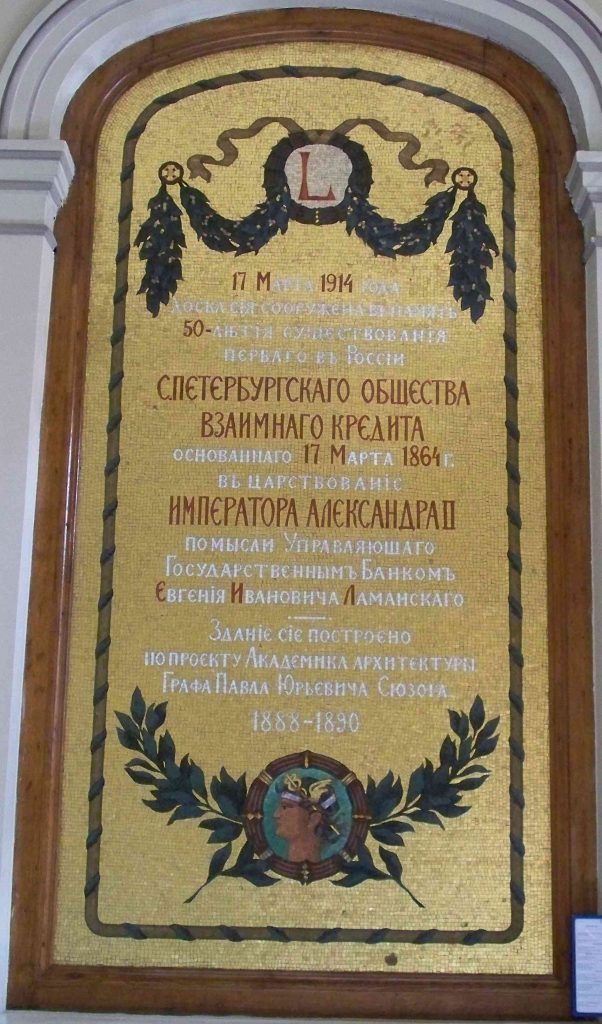 L
17 Марта 1914 года
доска сія сооружена въ память
50-лѣтія существованія
перваго въ Россіи
С.ПЕТЕРБУРГСКАГО ОБЩЕСТВА
ВЗАИМНАГО КРЕДИТА
основаннаго 17 Марта 1864 г.
въ царствованіе
ИМПЕРАТОРА АЛЕКСАНДРА II
по мысли Управляющаго
Государственнымъ Банкомъ
Евгенія Ивановича Ламанскаго
Зданіе сіе построено
по проекту Академика архитектуры
Графа Павла Юрьевича Сюзора
1888-1890